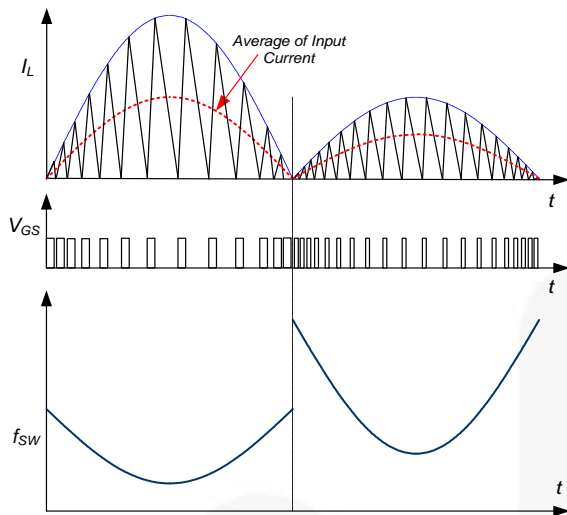 I_L
Average of Input
Current
t
V_GS
t
f_SW
t